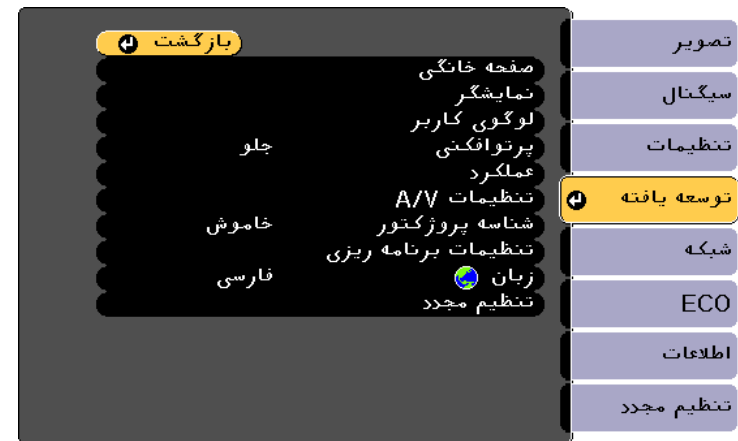 بازگشت
صفحه خانگی
نمایشگر
لوگوی کاربر
پرتوافکنی جلو
عملکرد
تنظیمات A/V
شناسه پروژکتور خاموش
تنظیمات برنامه ریزی
زبان فارسی
تنظیم مجدد
تصویر
سیگنال
تنظیمات
توسعه یافته
شبکه
ECO
اطلاعات
تنظیم مجدد